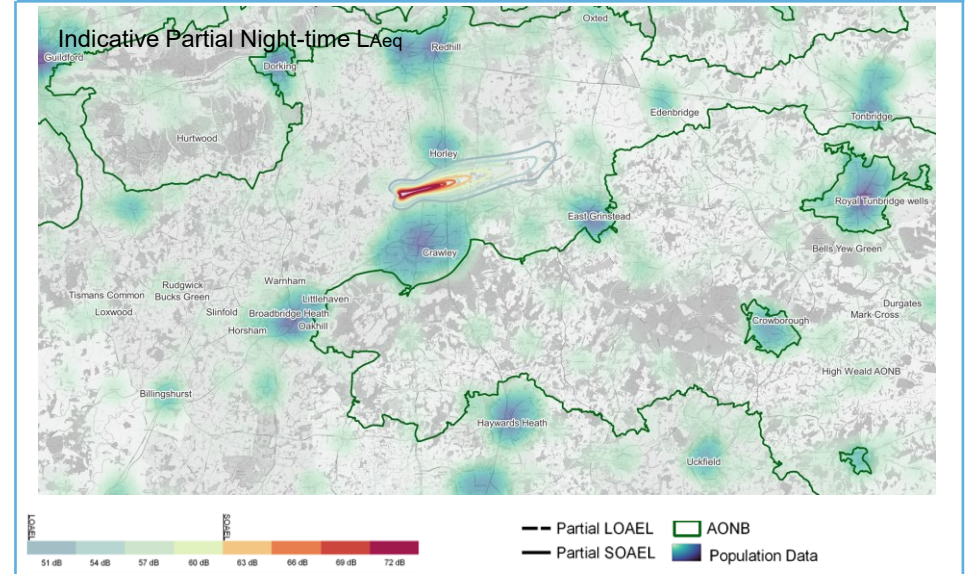 Indicative Partial Night-time LAeq
Oxted
Redhill
Guildford
Dorking
Edenbridge
Tonbridge
Hurtwood
Horley
Royal Tunbridge wells
East Grinstead
Bells Yew Green
Crawley
Warnham
Rudgwick
Bucks Green
Tismans Common
Littlehaven
Loxwood
Slinfold
Broadbridge Heath
Durgates
Mark Cross
Horsham
Oakhill
Crowborough
High Weald AONB
Billingshurst
Haywards Heath
Uckfield
LOAEL
SOAEL
51 dB 54 dB 57 dB 60 dB 63 dB 66 dB 69 dB 72 dB
Partial LOAEL
AONB
Partial SOAEL
Population Data